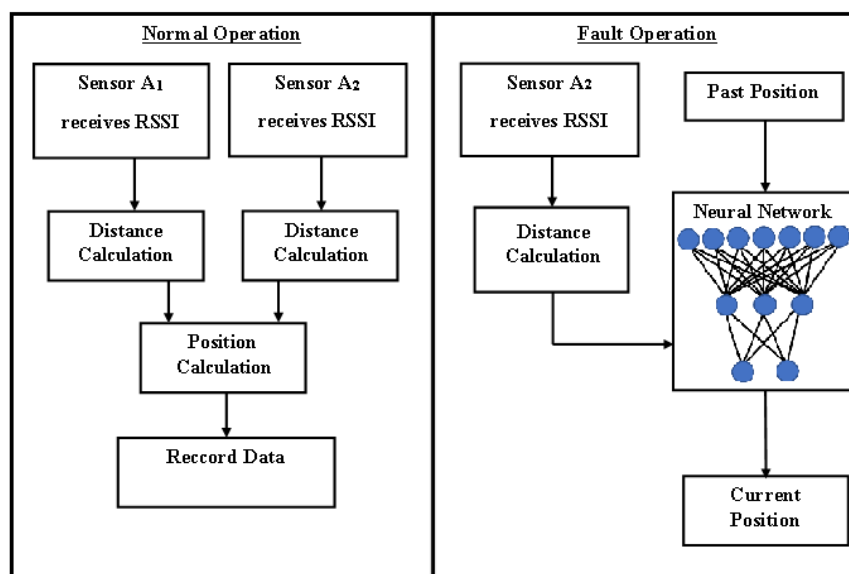 Normal Operation
Sensor A1
receives RSSI
Sensor A2
receives RSSI
Distance
Calculation
Distance
Calculation
Position
Calculation
Reccord Data
Fault Operation
Sensor A2
receives RSSI
Past Position
Distance
Calculation
Neural Network
Current
Position